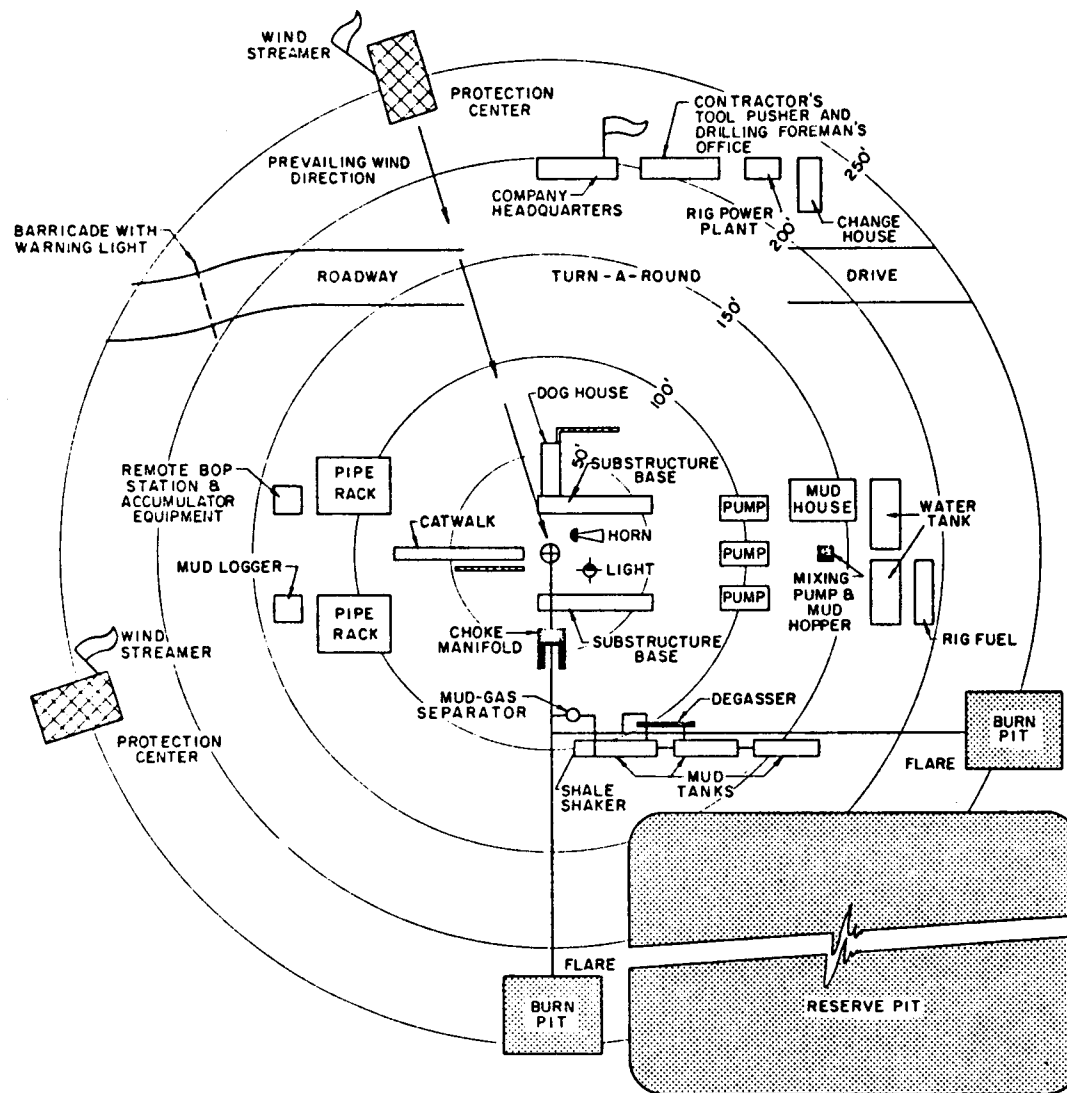 WIND
STREAMER
PROTECTION
CENTER
CONTRACTOR'S
TOOL PUSHER AND
DRILLING FOREMAN'S
OFFICE
250'
PREVAILING WIND
DIRECTION
COMPANY
HEADQUARTERS
RIG POWER
PLANT
200'
CHANGE
HOUSE
BARRICADE WITH
WARNING LIGHT
ROADWAY
TURN-A-ROUND
DRIVE
150'
100'
DOG HOUSE
50'
SUBSTRUCTURE
BASE
REMOTE BOP
STATION &
ACCUMULATOR
EQUIPMENT
PIPE
RACK
CATWALK
HORN
PUMP
MUD
HOUSE
WATER
TANK
MUD LOGGER
LIGHT
PUMP
MIXING
PUMP &
MUD
HOPPER
PIPE
RACK
PUMP
CHOKE
MANIFOLD
SUBSTRUCTURE
BASE
RIG FUEL
WIND
STREAMER
PROTECTION
CENTER
MUD-GAS
SEPARATOR
DEGASSER
BURN
PIT
FLARE
SHALE
SHAKER
MUD
TANKS
FLARE
BURN
PIT
RESERVE PIT